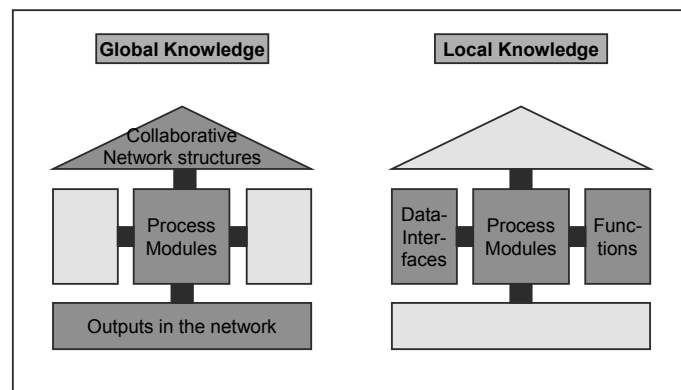 Global Knowledge
Collaborative
Network structures
Process
Modules
Outputs in the network
Local Knowledge
Data-
Inter-
faces
Process
Modules
Func-
tions